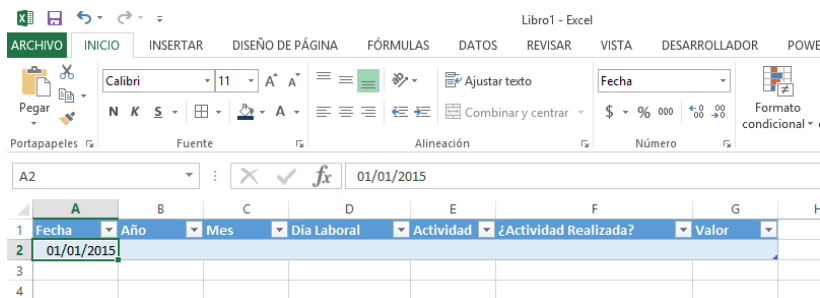 Libro1 - Excel
ARCHIVO INICIO INSERTAR DISEÑO DE PÁGINA FÓRMULAS DATOS REVISAR VISTA DESARROLLADOR POWE
Calibri 11 Ajustar texto Fecha
Pegar N K S A Combinar y centrar $ % 000 Formato
condicional
Portapapeles Fuente Alineación Número
A2 fx 01/01/2015
A B C D E F G H
1 Fecha Año Mes Día Laboral Actividad ¿Actividad Realizada? Valor
2 01/01/2015
3
4